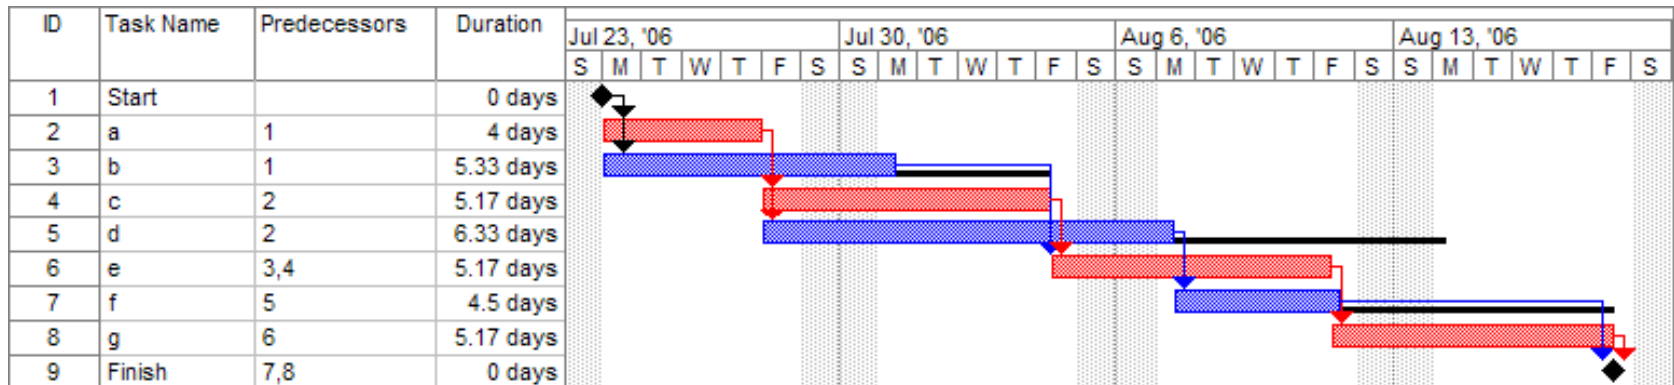 ID Task Name Predecessors Duration
Jul 23, '06 Jul 30, '06 Aug 6, '06 Aug 13, '06
S M T W T F S S M T W T F S S M T W T F S S M T W T F S
1 Start 0 days
2 a 1 4 days
3 b 1 5.33 days
4 c 2 5.17 days
5 d 2 6.33 days
6 e 3,4 5.17 days
7 f 5 4.5 days
8 g 6 5.17 days
9 Finish 7,8 0 days